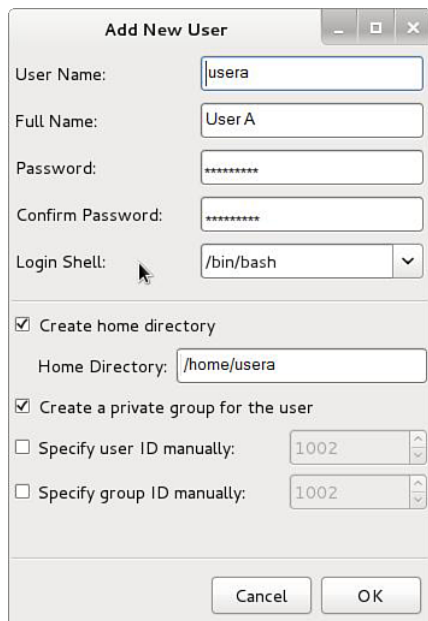 Add New User
User Name: usera
Full Name: User A
Password: *********
Confirm Password: *********
Login Shell: /bin/bash
Create home directory
Home Directory: /home/usera
Create a private group for the user
Specify user ID manually: 1002
Specify group ID manually: 1002
Cancel OK